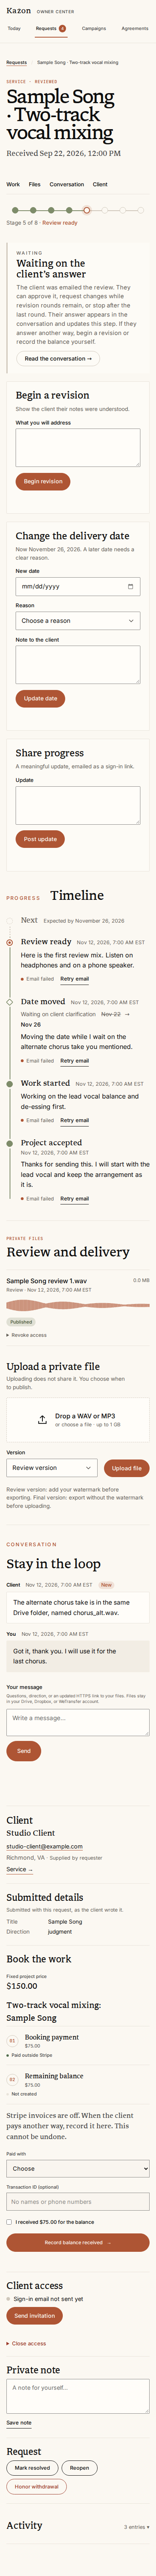 Kazon OWNER CENTER
Today Requests 4 Campaigns Agreements
Requests Sample Song · Two-track vocal mixing
SERVICE · REVIEWED
Sample Song
· Two-track
vocal mixing
Received Sep 22, 2026, 12:00 PM
Work Files Conversation Client
Stage 5 of 8 · Review ready
WAITING
Waiting on the
client's answer
The client was emailed the review. They may
approve it, request changes while
revision rounds remain, or stop after the
last round. Their answer arrives in the
conversation and updates this step. If they
answer another way, begin a revision or
record the balance yourself.
Read the conversation →
Begin a revision
Show the client their notes were understood.
What you will address
Begin revision
Change the delivery date
Now November 26, 2026. A later date needs a
clear reason.
New date
mm/dd/yyyy
Reason
Choose a reason
Note to the client
Update date
Share progress
A meaningful update, emailed as a sign-in link.
Update
Post update
PROGRESS Timeline
Next Expected by November 26, 2026
Review ready Nov 12, 2026, 7:00 AM EST
Here is the first review mix. Listen on
headphones and on a phone speaker.
Email failed Retry email
Date moved Nov 12, 2026, 7:00 AM EST
Waiting on client clarification Nov 22 →
Nov 26
Moving the date while I wait on the
alternate chorus take you mentioned.
Email failed Retry email
Work started Nov 12, 2026, 7:00 AM EST
Working on the lead vocal balance and
de-essing first.
Email failed Retry email
Project accepted
Nov 12, 2026, 7:00 AM EST
Thanks for sending this. I will start with the
lead vocal and keep the arrangement as
it is.
Email failed Retry email
PRIVATE FILES
Review and delivery
Sample Song review 1.wav 0.0 MB
Review · Nov 12, 2026, 7:00 AM EST
Published
▶ Revoke access
Upload a private file
Uploading does not share it. You choose when
to publish.
Drop a WAV or MP3
or choose a file · up to 1 GB
Version
Review version
Upload file
Review version: add your watermark before
exporting. Final version: export without the watermark
before uploading.
CONVERSATION
Stay in the loop
Client Nov 12, 2026, 7:00 AM EST New
The alternate chorus take is in the same
Drive folder, named chorus_alt.wav.
You Nov 12, 2026, 7:00 AM EST
Got it, thank you. I will use it for the
last chorus.
Your message
Questions, direction, or an updated HTTPS link to your files. Files stay
in your Drive, Dropbox, or WeTransfer account.
Write a message...
Send
Client
Studio Client
studio-client@example.com
Richmond, VA · Supplied by requester
Service →
Submitted details
Submitted with this request, as the client wrote it.
Title Sample Song
Direction judgment
Book the work
Fixed project price
$150.00
Two-track vocal mixing:
Sample Song
01 Booking payment
$75.00
Paid outside Stripe
02 Remaining balance
$75.00
Not created
Stripe invoices are off. When the client
pays another way, record it here. This
cannot be undone.
Paid with
Choose
Transaction ID (optional)
No names or phone numbers
I received $75.00 for the balance
Record balance received →
Client access
Sign-in email not sent yet
Send invitation
▶ Close access
Private note
A note for yourself...
Save note
Request
Mark resolved Reopen
Honor withdrawal
Activity 3 entries ▾